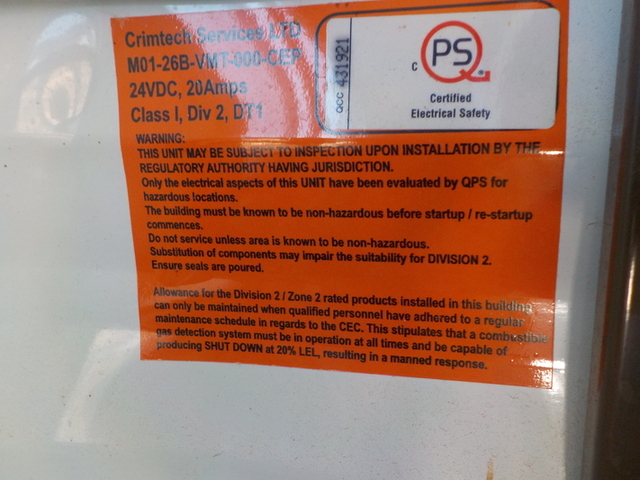 Crimtech Services LTD
M01-26B-VMT-000-CEP
24VDC, 20Amps
Class I, Div 2, DT1
QCC 431921
C QPS
Certified
Electrical Safety
WARNING:
THIS UNIT MAY BE SUBJECT TO INSPECTION UPON INSTALLATION BY THE
REGULATORY AUTHORITY HAVING JURISDICTION.
Only the electrical aspects of this UNIT have been evaluated by QPS for
hazardous locations.
The building must be known to be non-hazardous before startup / re-startup
commences.
Do not service unless area is known to be non-hazardous.
Substitution of components may impair the suitability for DIVISION 2.
Ensure seals are poured.
Allowance for the Division 2 / Zone 2 rated products installed in this building
can only be maintained when qualified personnel have adhered to a regular
maintenance schedule in regards to the CEC. This stipulates that a combustible
gas detection system must be in operation at all times and be capable of
producing SHUT DOWN at 20% LEL, resulting in a manned response.